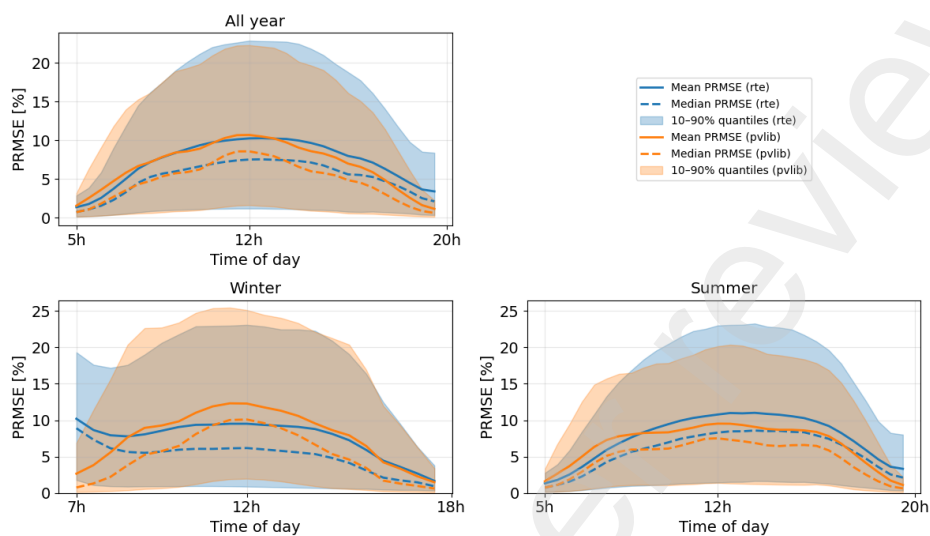 All year
PRMSE [%]
20
15
10
5
0
5h
12h
20h
Time of day
Mean PRMSE (rte)
Median PRMSE (rte)
10–90% quantiles (rte)
Mean PRMSE (pvlib)
Median PRMSE (pvlib)
10–90% quantiles (pvlib)
Winter
PRMSE [%]
25
20
15
10
5
0
7h
12h
18h
Time of day
Summer
PRMSE [%]
25
20
15
10
5
0
5h
12h
20h
Time of day
er review